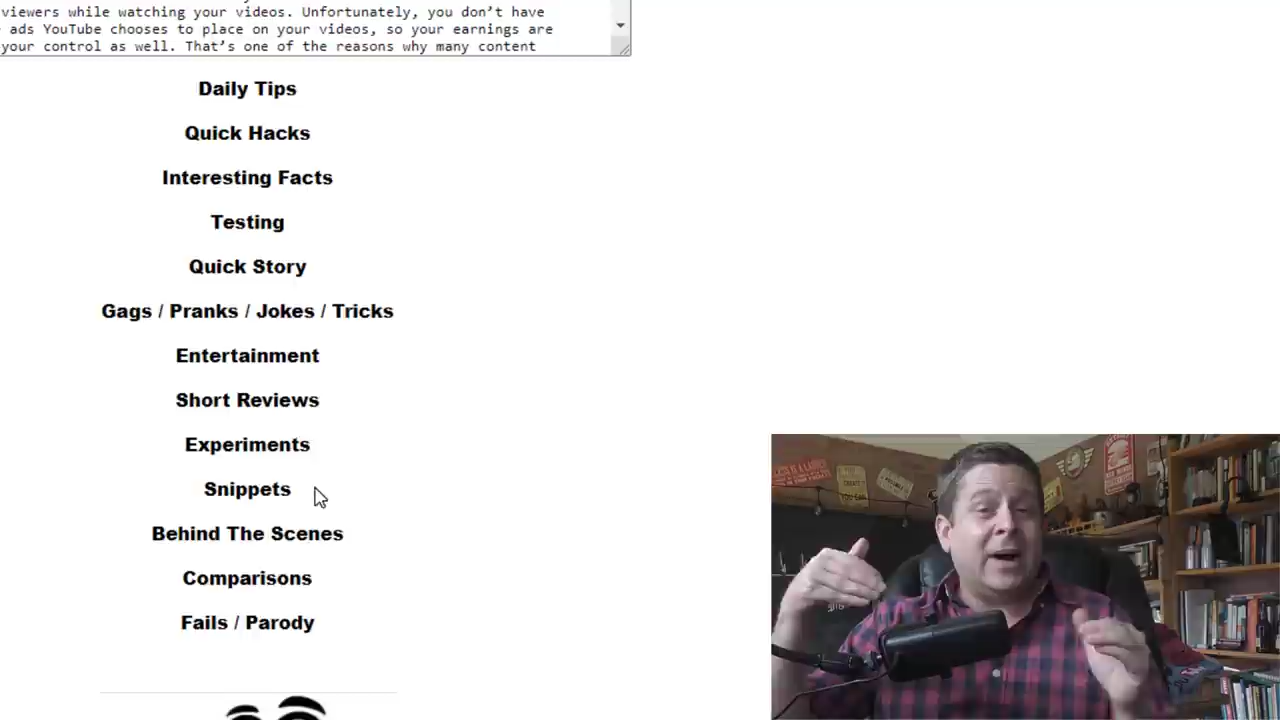 viewers while watching your videos. Unfortunately, you don’t have
ads YouTube chooses to place on your videos, so your earnings are
your control as well. That’s one of the reasons why many content
Daily Tips
Quick Hacks
Interesting Facts
Testing
Quick Story
Gags / Pranks / Jokes / Tricks
Entertainment
Short Reviews
Experiments
Snippets
Behind The Scenes
Comparisons
Fails / Parody